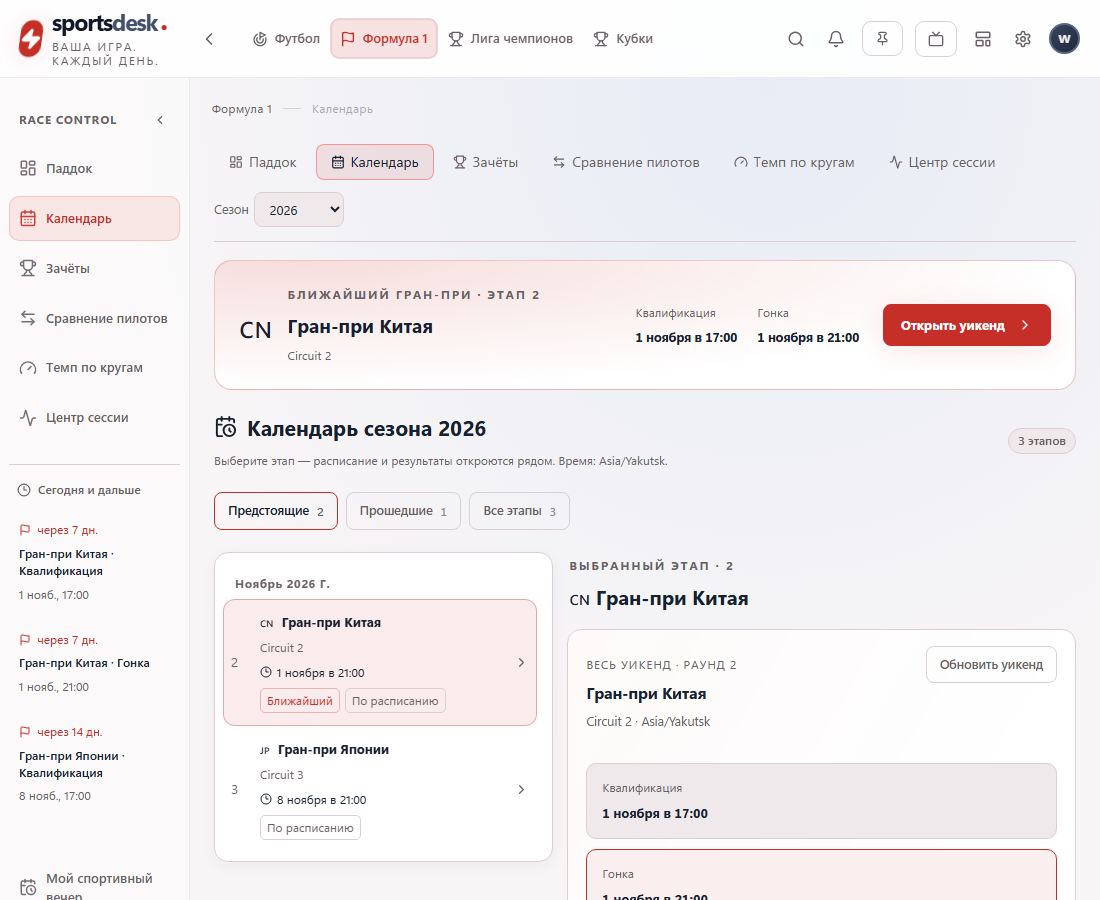 sportsdesk.
ВАША ИГРА.
КАЖДЫЙ ДЕНЬ.
Футбол
Формула 1
Лига чемпионов
Кубки
W
RACE CONTROL
Паддок
Календарь
Зачёты
Сравнение пилотов
Темп по кругам
Центр сессии
Сегодня и дальше
через 7 дн.
Гран-при Китая ·
Квалификация
1 нояб., 17:00
через 7 дн.
Гран-при Китая · Гонка
1 нояб., 21:00
через 14 дн.
Гран-при Японии ·
Квалификация
8 нояб., 17:00
Мой спортивный
вечер
Формула 1 — Календарь
Паддок
Календарь
Зачёты
Сравнение пилотов
Темп по кругам
Центр сессии
Сезон 2026
БЛИЖАЙШИЙ ГРАН-ПРИ · ЭТАП 2
CN Гран-при Китая
Circuit 2
Квалификация
1 ноября в 17:00
Гонка
1 ноября в 21:00
Открыть уикенд
Календарь сезона 2026
3 этапов
Выберите этап — расписание и результаты откроются рядом. Время: Asia/Yakutsk.
Предстоящие 2
Прошедшие 1
Все этапы 3
Ноябрь 2026 Г.
CN Гран-при Китая
Circuit 2
2
1 ноября в 21:00
Ближайший
По расписанию
JP Гран-при Японии
Circuit 3
3
8 ноября в 21:00
По расписанию
ВЫБРАННЫЙ ЭТАП · 2
CN Гран-при Китая
ВЕСЬ УИКЕНД · РАУНД 2
Обновить уикенд
Гран-при Китая
Circuit 2 · Asia/Yakutsk
Квалификация
1 ноября в 17:00
Гонка
1 ноября в 21:00